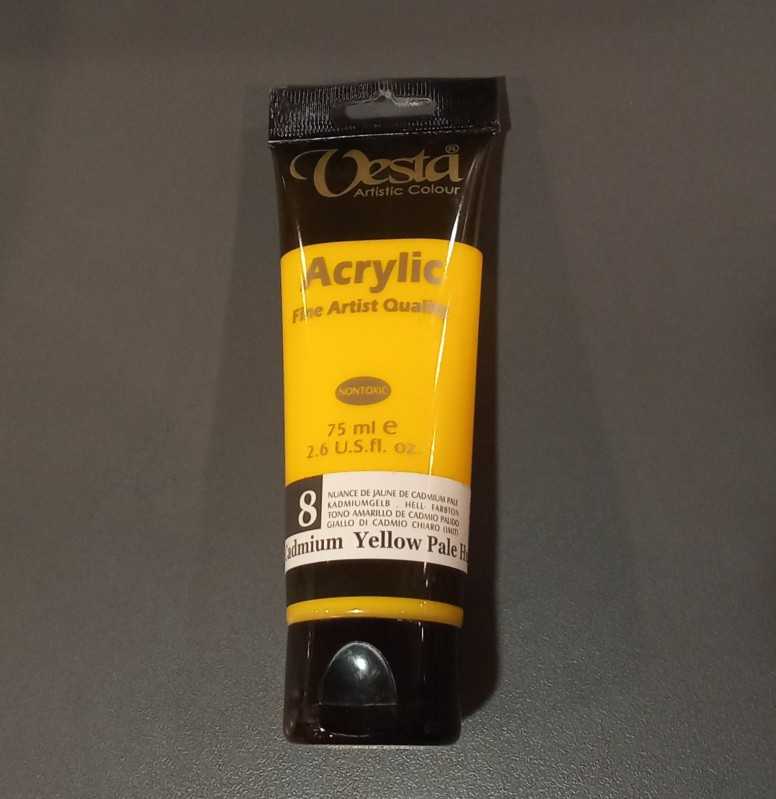 Vesta®
Artistic Colour
Acrylic
Fine Artist Quality
NONTOXIC
75 ml e
2.6 U.S.fl. oz.
8
NUANCE DE JAUNE DE CADMIUM PALE
KADMIUMGELB . HELL- FARBTON
TONO AMARILLO DE CADMIO PALIDO
GIALLO DI CADMIO CHIARO (IMIT)
Cadmium Yellow Pale